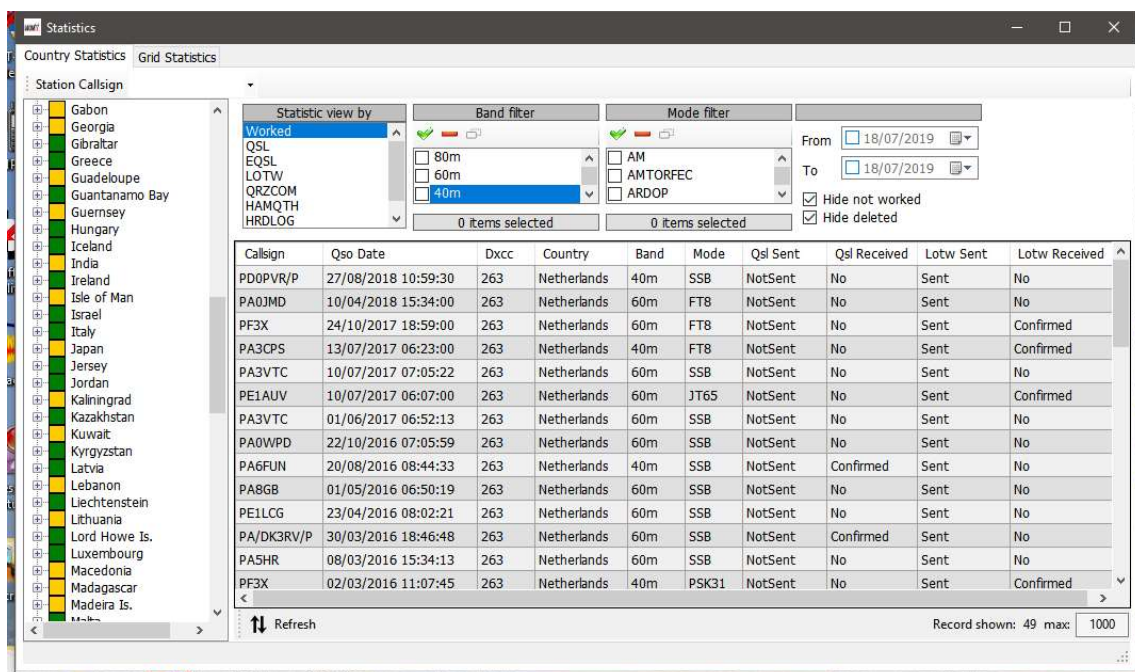 Statistics
Country Statistics Grid Statistics
Station Callsign
Gabon
Georgia
Gibraltar
Greece
Guadeloupe
Guantanamo Bay
Guernsey
Hungary
Iceland
India
Ireland
Isle of Man
Israel
Italy
Japan
Jersey
Jordan
Kaliningrad
Kazakhstan
Kuwait
Kyrgyzstan
Latvia
Lebanon
Liechtenstein
Lithuania
Lord Howe Is.
Luxembourg
Macedonia
Madagascar
Madeira Is.
Malta
Statistic view by
Worked
QSL
EQSL
LOTW
QRZCOM
HAMQTH
HRDLOG
Band filter
80m
60m
40m
0 items selected
Mode filter
AM
AMTORFEC
ARDOP
0 items selected
From 18/07/2019
To 18/07/2019
Hide not worked
Hide deleted
Callsign Qso Date Dxcc Country Band Mode Qsl Sent Qsl Received Lotw Sent Lotw Received
PD0PVR/P 27/08/2018 10:59:30 263 Netherlands 40m SSB NotSent No Sent No
PA0JMD 10/04/2018 15:34:00 263 Netherlands 60m FT8 NotSent No Sent No
PF3X 24/10/2017 18:59:00 263 Netherlands 60m FT8 NotSent No Sent Confirmed
PA3CPS 13/07/2017 06:23:00 263 Netherlands 40m FT8 NotSent No Sent Confirmed
PA3VTC 10/07/2017 07:05:22 263 Netherlands 60m SSB NotSent No Sent No
PE1AUV 10/07/2017 06:07:00 263 Netherlands 60m JT65 NotSent No Sent Confirmed
PA3VTC 01/06/2017 06:52:13 263 Netherlands 60m SSB NotSent No Sent No
PA0WPD 22/10/2016 07:05:59 263 Netherlands 60m SSB NotSent No Sent No
PA6FUN 20/08/2016 08:44:33 263 Netherlands 40m SSB NotSent Confirmed Sent No
PA8GB 01/05/2016 06:50:19 263 Netherlands 60m SSB NotSent No Sent No
PE1LCG 23/04/2016 08:02:21 263 Netherlands 60m SSB NotSent No Sent No
PA/DK3RV/P 30/03/2016 18:46:48 263 Netherlands 60m SSB NotSent Confirmed Sent No
PA5HR 08/03/2016 15:34:13 263 Netherlands 60m SSB NotSent No Sent No
PF3X 02/03/2016 11:07:45 263 Netherlands 40m PSK31 NotSent No Sent Confirmed
Refresh
Record shown: 49 max: 1000